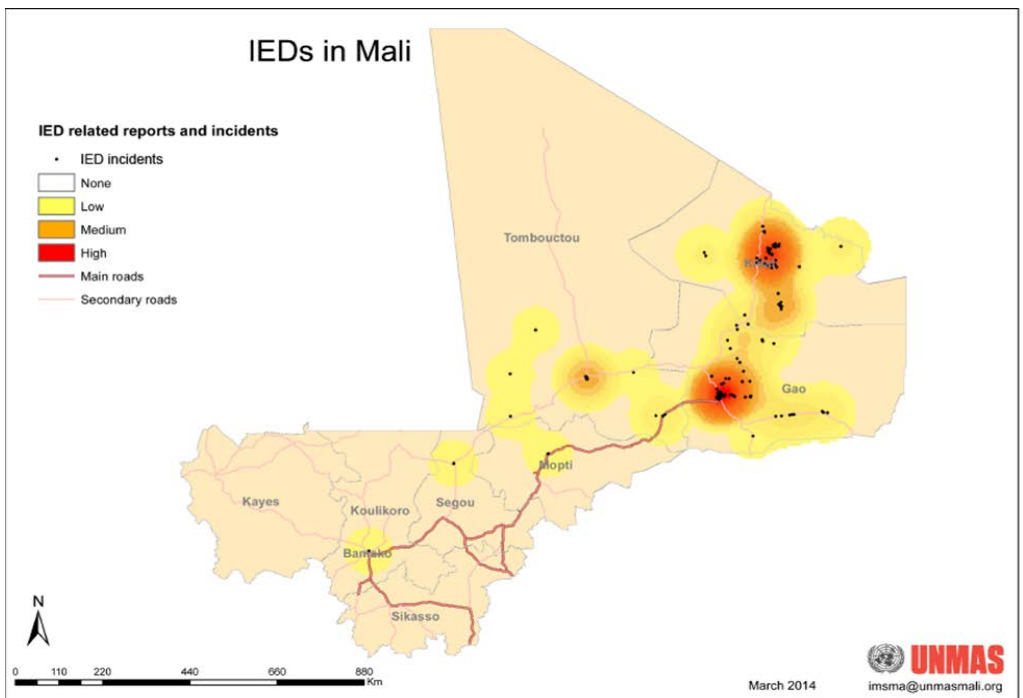 IEDs in Mali
IED related reports and incidents
IED incidents
None
Low
Medium
High
Main roads
Secondary roads
Tombouctou
Gao
Mopti
Kayes
Koulikoro
Segou
Bamako
Sikasso
N
0 110 220 440 660 880
Km
March 2014
UNMAS
imsma@unmasmali.org